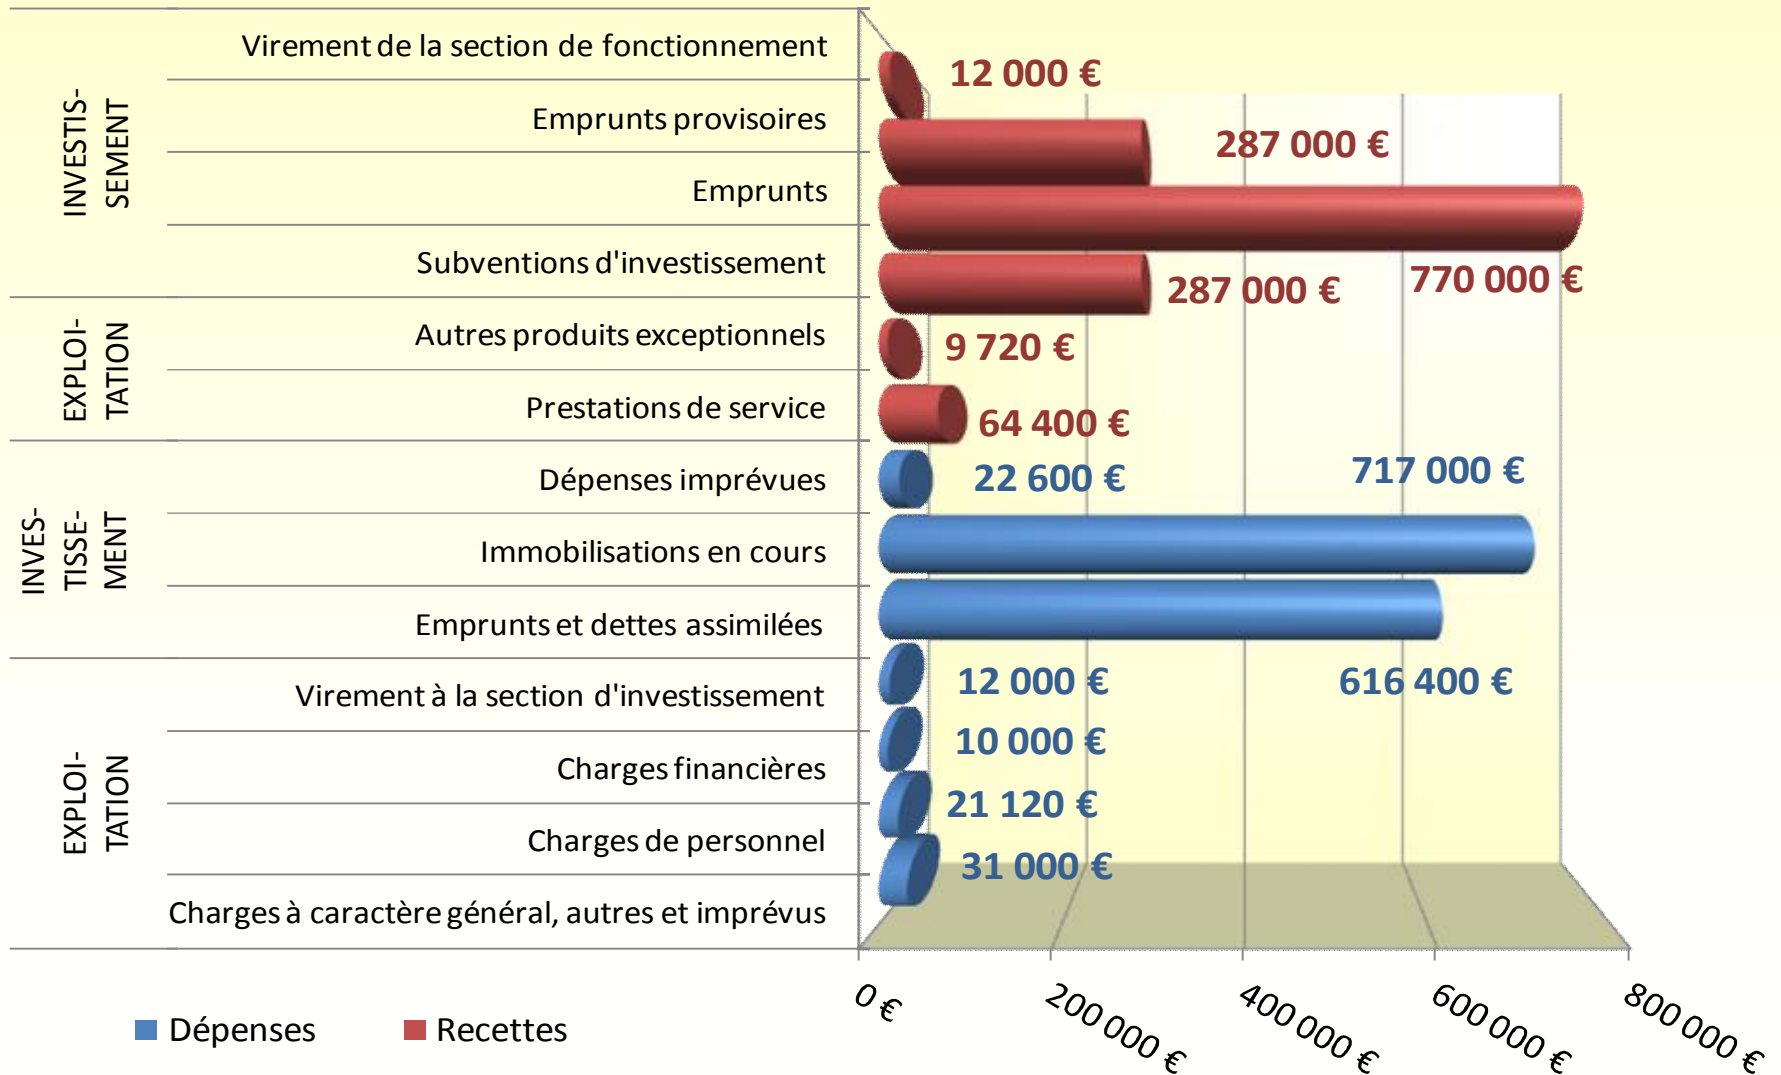 INVESTIS-
SEMENT
Virement de la section de fonctionnement
12 000 €
Emprunts provisoires
287 000 €
Emprunts
770 000 €
Subventions d'investissement
287 000 €
EXPLOI-
TATION
Autres produits exceptionnels
9 720 €
Prestations de service
64 400 €
INVES-
TISSE-
MENT
Dépenses imprévues
22 600 €
Immobilisations en cours
717 000 €
Emprunts et dettes assimilées
616 400 €
EXPLOI-
TATION
Virement à la section d'investissement
12 000 €
Charges financières
10 000 €
Charges de personnel
21 120 €
Charges à caractère général, autres et imprévus
31 000 €
0 €
200 000 €
400 000 €
600 000 €
800 000 €
Dépenses
Recettes